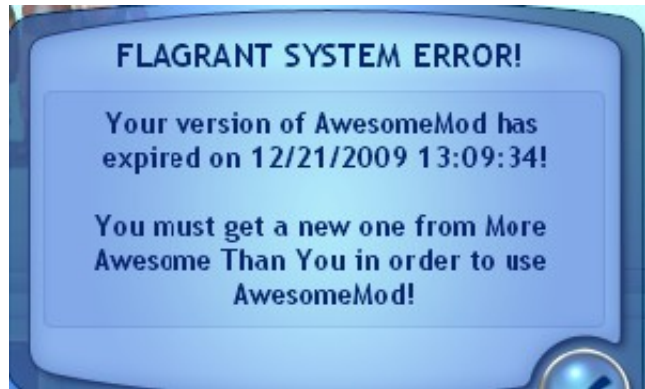 FLAGRANT SYSTEM ERROR!
Your version of AwesomeMod has
expired on 12/21/2009 13:09:34!
You must get a new one from More
Awesome Than You in order to use
AwesomeMod!